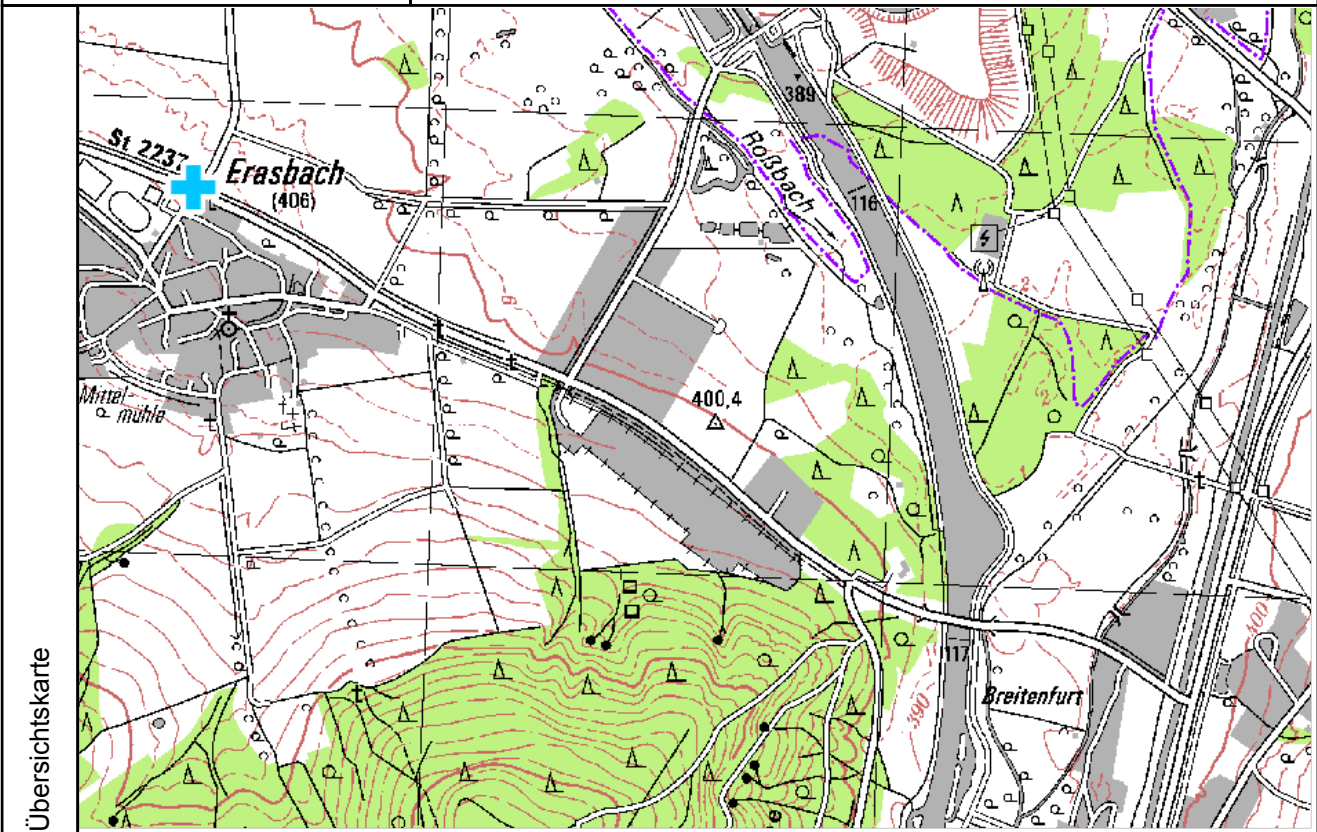 Übersichtskarte
389
St 2237
Erasbach
(406)
Roßbach
116
Mittel-
mühle
400,4
117
Breitenfurt
390
400